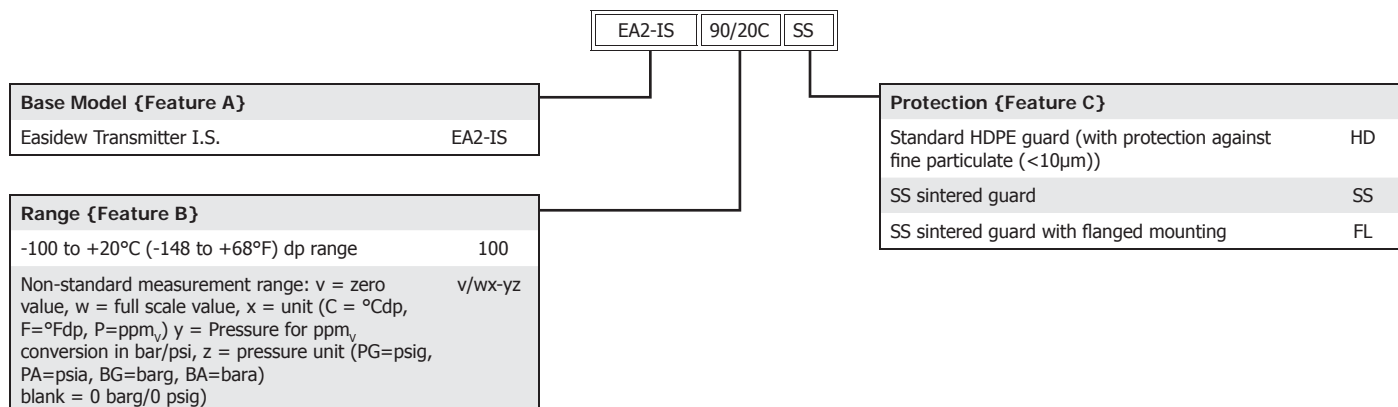 EA2-IS 90/20C SS
Base Model {Feature A}
Easidew Transmitter I.S. EA2-IS
Range {Feature B}
-100 to +20°C (-148 to +68°F) dp range 100
Non-standard measurement range: v = zero v/wx-yz
value, w = full scale value, x = unit (C = °Cdp,
F=°Fdp, P=ppmv) y = Pressure for ppmv
conversion in bar/psi, z = pressure unit (PG=psig,
PA=psia, BG=barg, BA=bara)
blank = 0 barg/0 psig)
Protection {Feature C}
Standard HDPE guard (with protection against HD
fine particulate (<10µm))
SS sintered guard SS
SS sintered guard with flanged mounting FL